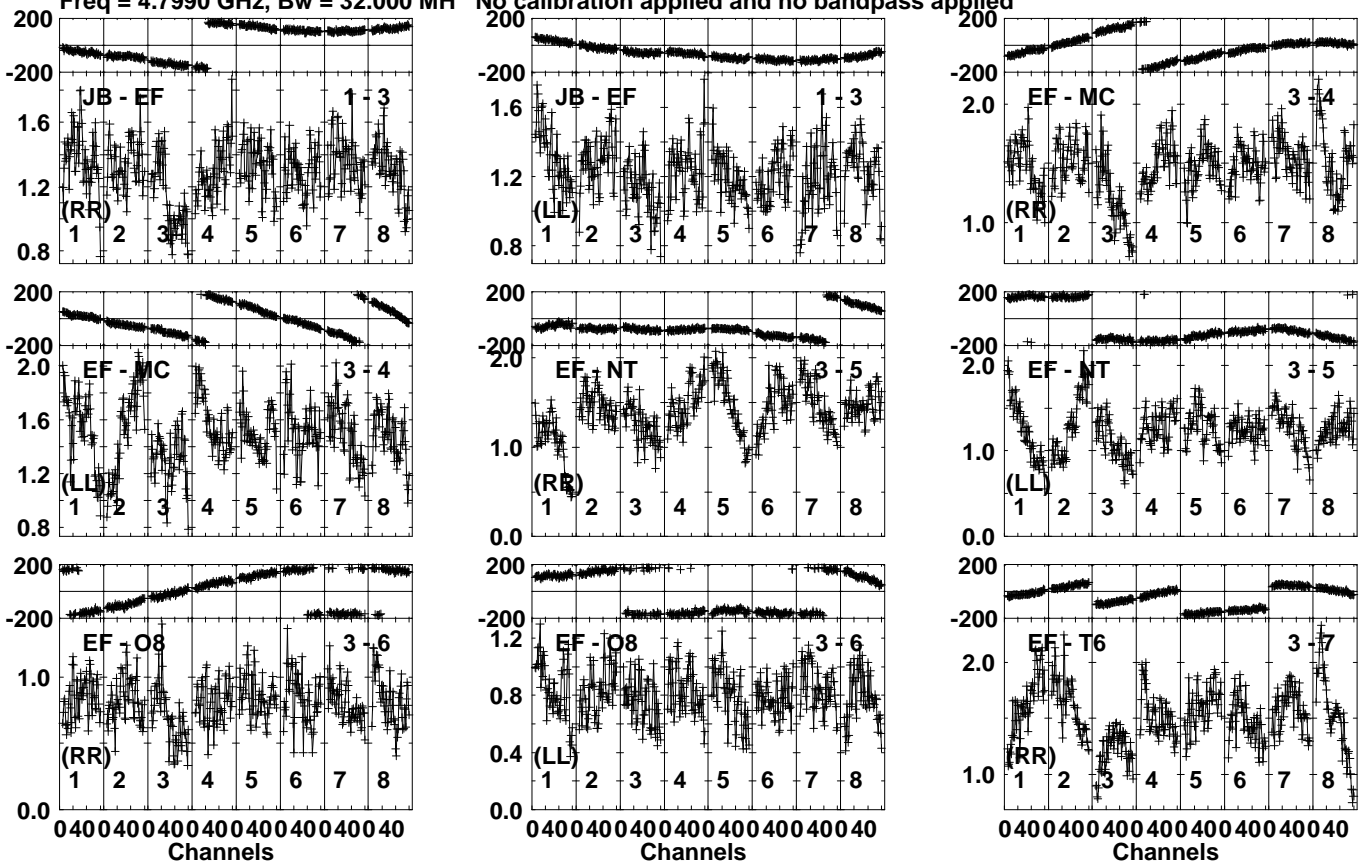 Freq = 4.7990 GHz, Bw = 32.000 MH No calibration applied and no bandpass applied
200 200 200
-200 -200 -200
JB - EF 1 - 3 JB - EF 1 - 3 EF - MC 3 - 4
1.6 1.6 2.0
1.2 1.2
(RR) (LL) (RR)
1.0
1 2 3 4 5 6 7 8 1 2 3 4 5 6 7 8 1 2 3 4 5 6 7 8
0.8 0.8
200 200 200
-200 -200 -200
2.0 EF - MC 3 - 4 2.0 EF - NT 3 - 5 2.0 EF - NT 3 - 5
1.6
1.2 1.0 1.0
(LL) (RR) (LL)
1 2 3 4 5 6 7 8 1 2 3 4 5 6 7 8 1 2 3 4 5 6 7 8
0.8 0.0 0.0
200 200 200
-200 -200 -200
EF - O8 3 - 6 1.2 EF - O8 3 - 6 EF - T6 3 - 7
1.0 2.0
0.8
(RR) 0.4 (LL) (RR)
1.0
1 2 3 4 5 6 7 8 1 2 3 4 5 6 7 8 1 2 3 4 5 6 7 8
0.0 0.0
0 40 0 40 0 40 0 40 0 40 0 40 0 40 0 40 0 40 0 40 0 40 0 40 0 40 0 40 0 40 0 40 0 40 0 40 0 40 0 40 0 40 0 40 0 40 0 40
Channels Channels Channels